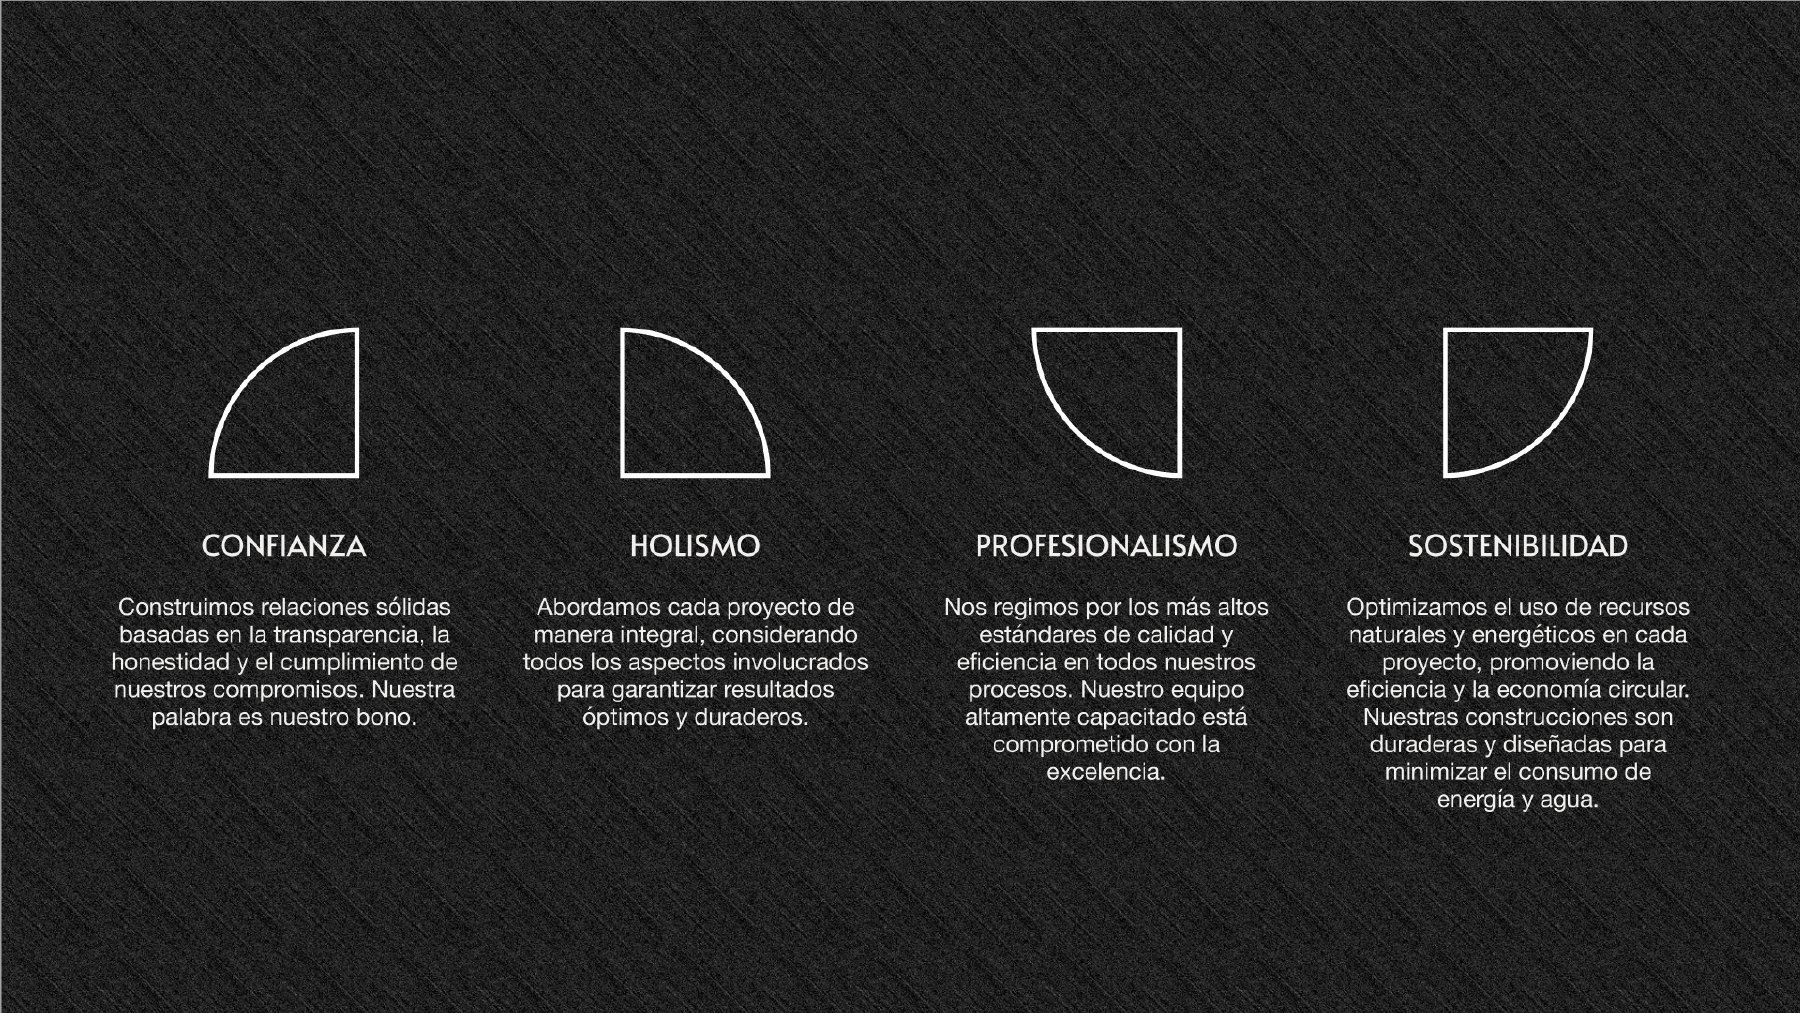 CONFIANZA
Construimos relaciones sólidas
basadas en la transparencia, la
honestidad y el cumplimiento de
nuestros compromisos. Nuestra
palabra es nuestro bono.
HOLISMO
Abordamos cada proyecto de
manera integral, considerando
todos los aspectos involucrados
para garantizar resultados
óptimos y duraderos.
PROFESIONALISMO
Nos regimos por los más altos
estándares de calidad y
eficiencia en todos nuestros
procesos. Nuestro equipo
altamente capacitado está
comprometido con la
excelencia.
SOSTENIBILIDAD
Optimizamos el uso de recursos
naturales y energéticos en cada
proyecto, promoviendo la
eficiencia y la economía circular.
Nuestras construcciones son
duraderas y diseñadas para
minimizar el consumo de
energía y agua.